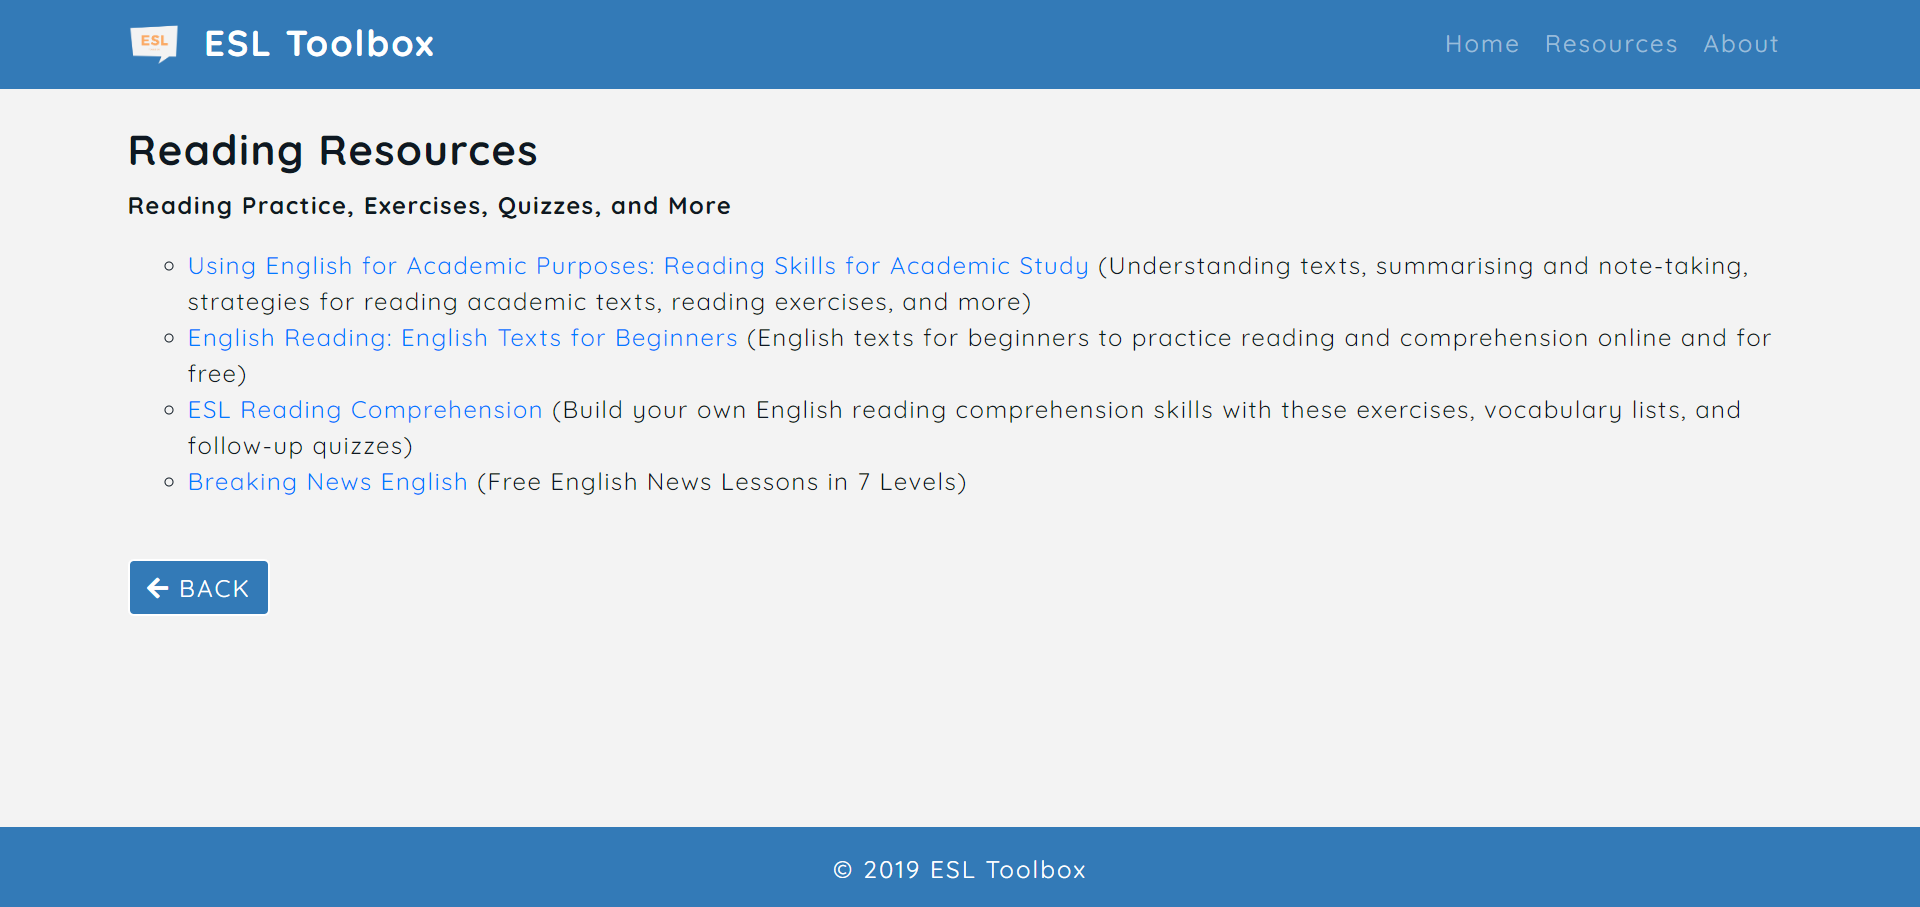 ESL
ESL Toolbox
Home Resources About
Reading Resources
Reading Practice, Exercises, Quizzes, and More
Using English for Academic Purposes: Reading Skills for Academic Study (Understanding texts, summarising and note-taking,
strategies for reading academic texts, reading exercises, and more)
English Reading: English Texts for Beginners (English texts for beginners to practice reading and comprehension online and for
free)
ESL Reading Comprehension (Build your own English reading comprehension skills with these exercises, vocabulary lists, and
follow-up quizzes)
Breaking News English (Free English News Lessons in 7 Levels)
BACK
© 2019 ESL Toolbox